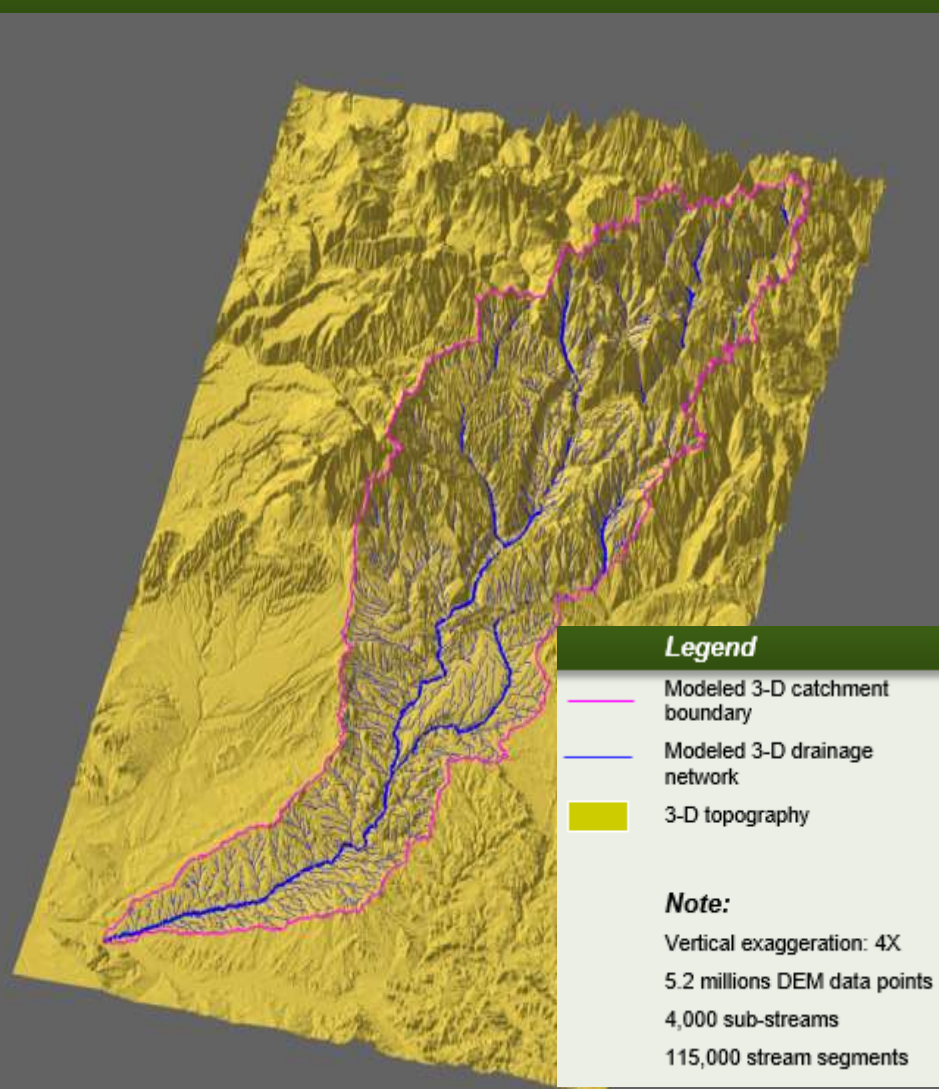 Legend
Modeled 3-D catchment
boundary
Modeled 3-D drainage
network
3-D topography
Note:
Vertical exaggeration: 4X
5.2 millions DEM data points
4,000 sub-streams
115,000 stream segments